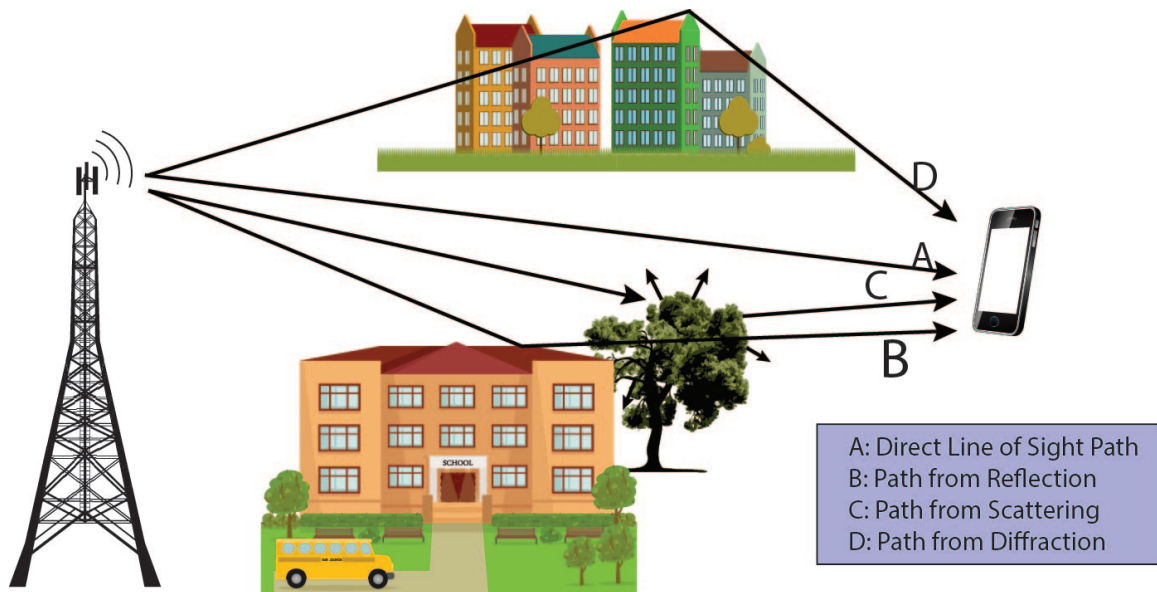 D
A
C
B
SCHOOL
A: Direct Line of Sight Path
B: Path from Reflection
C: Path from Scattering
D: Path from Diffraction